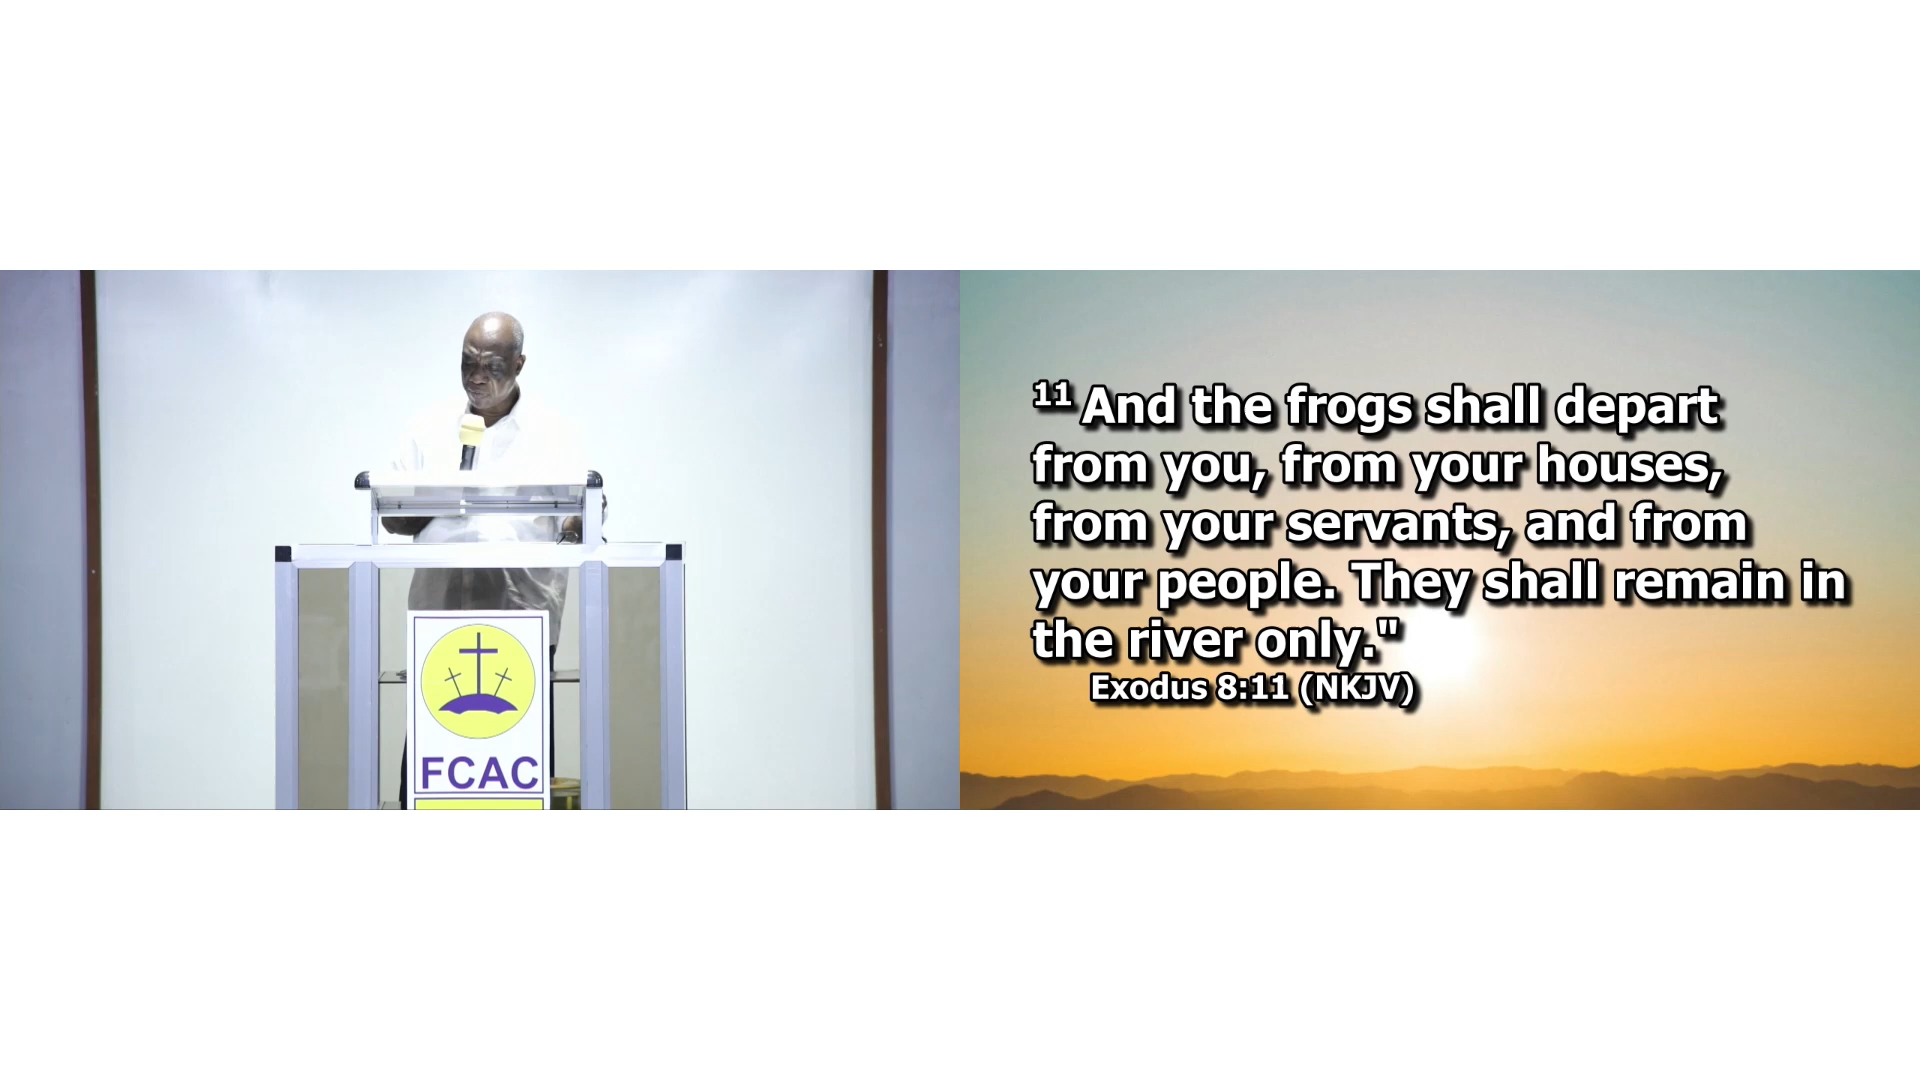 11 And the frogs shall depart
from you, from your houses,
from your servants, and from
your people. They shall remain in
the river only."
Exodus 8:11 (NKJV)
FCAC